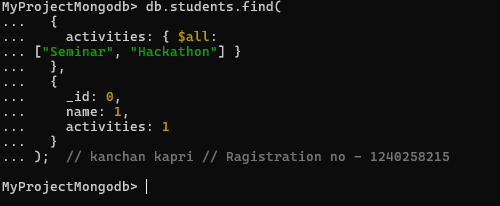 MyProjectMongodb> db.students.find(
...   {
...     activities: { $all:
... ["Seminar", "Hackathon"] }
...   },
...   {
...     _id: 0,
...     name: 1,
...     activities: 1
...   }
... );  // kanchan kapri // Ragistration no - 1240258215

MyProjectMongodb>